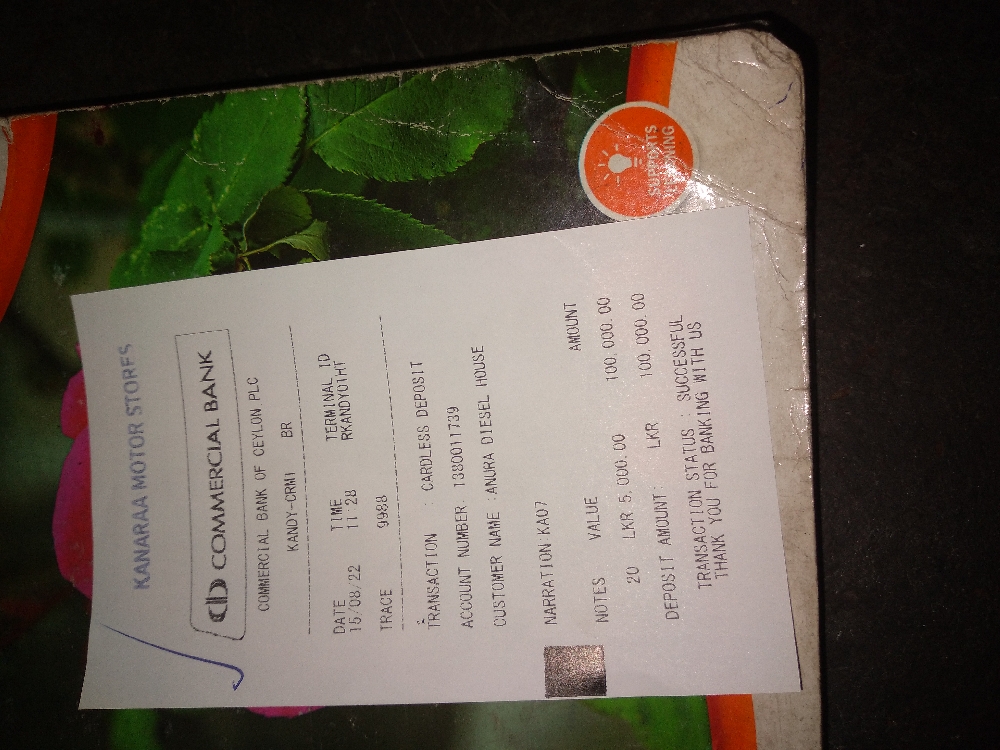 KANARAA MOTOR STORES
COMMERCIAL BANK
COMMERCIAL BANK OF CEYLON PLC
KANDY-CRM1 BR
DATE TIME TERMINAL ID
15/08/22 11:28 RKANDY01HT
TRACE 9988
TRANSACTION CARDLESS DEPOSIT
ACCOUNT NUMBER 1380011739
CUSTOMER NAME :ANURA DIESEL HOUSE
NARRATION:KA07
NOTES VALUE AMOUNT
20 LKR 5,000.00 100,000.00
DEPOSIT AMOUNT: LKR 100,000.00
TRANSACTION STATUS : SUCCESSFUL
THANK YOU FOR BANKING WITH US
SUPPORTS